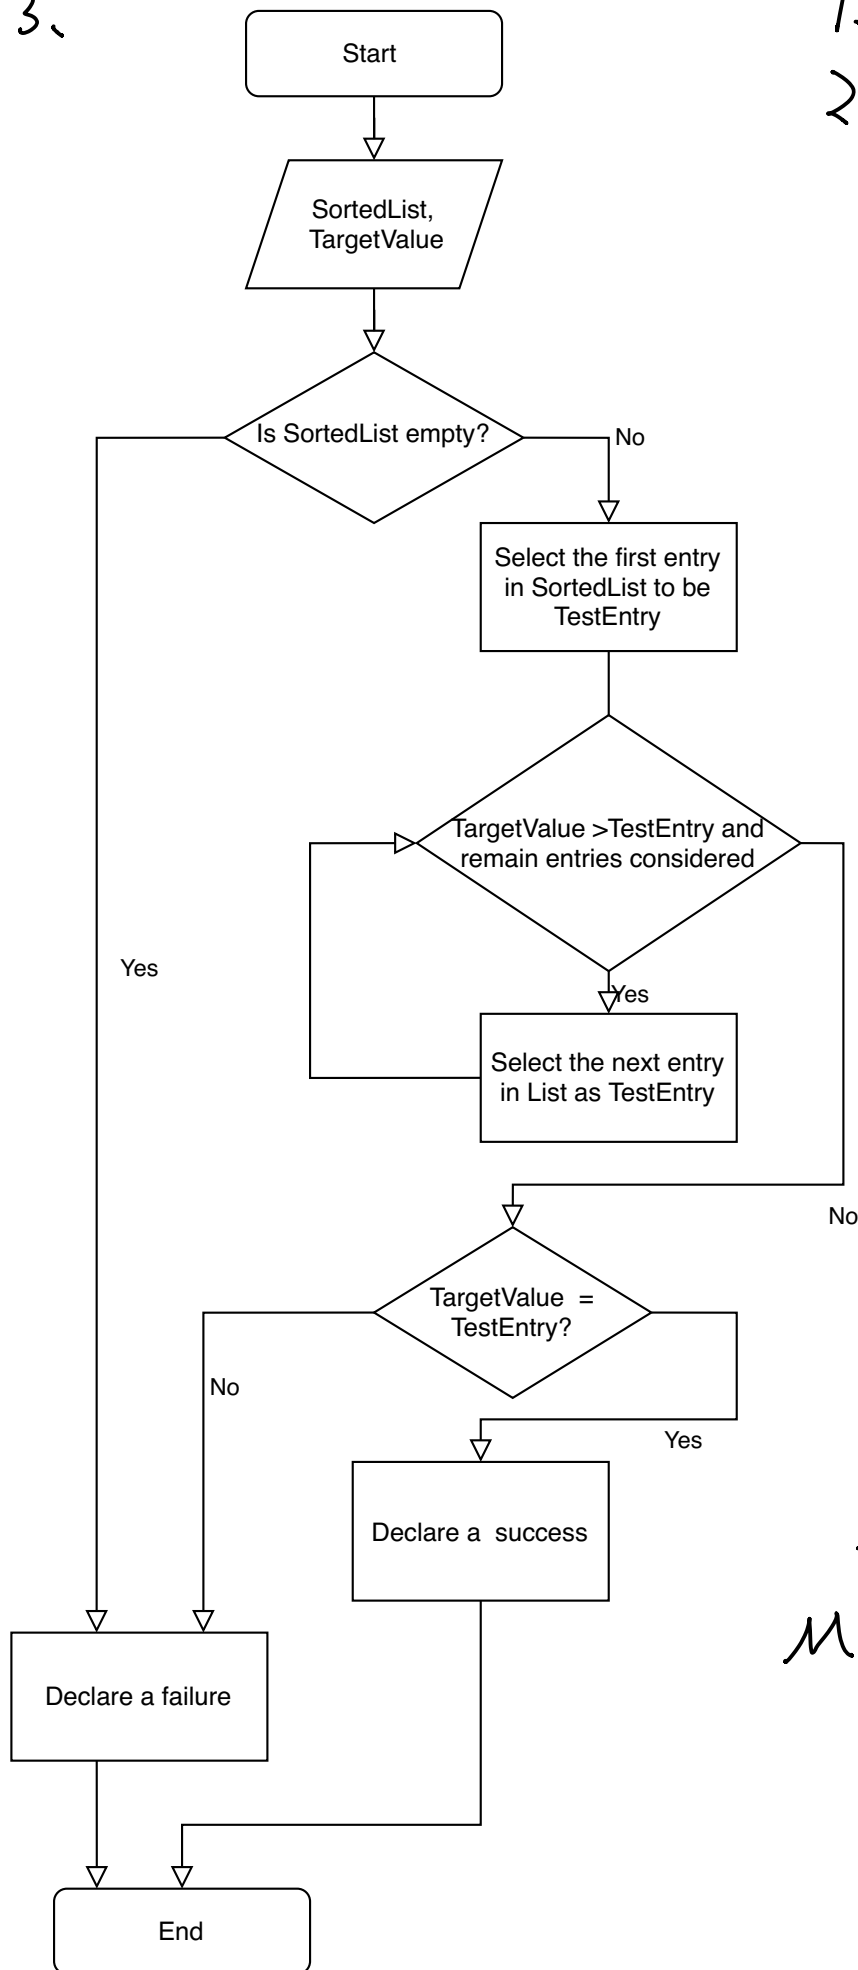 3、
1.
2
Start
SortedList,
TargetValue
Is SortedList empty?
No
Select the first entry
in SortedList to be
TestEntry
TargetValue >TestEntry and
remain entries considered
Yes
Yes
Select the next entry
in List as TestEntry
No
TargetValue =
TestEntry?
No
Yes
Declare a success
Declare a failure
End